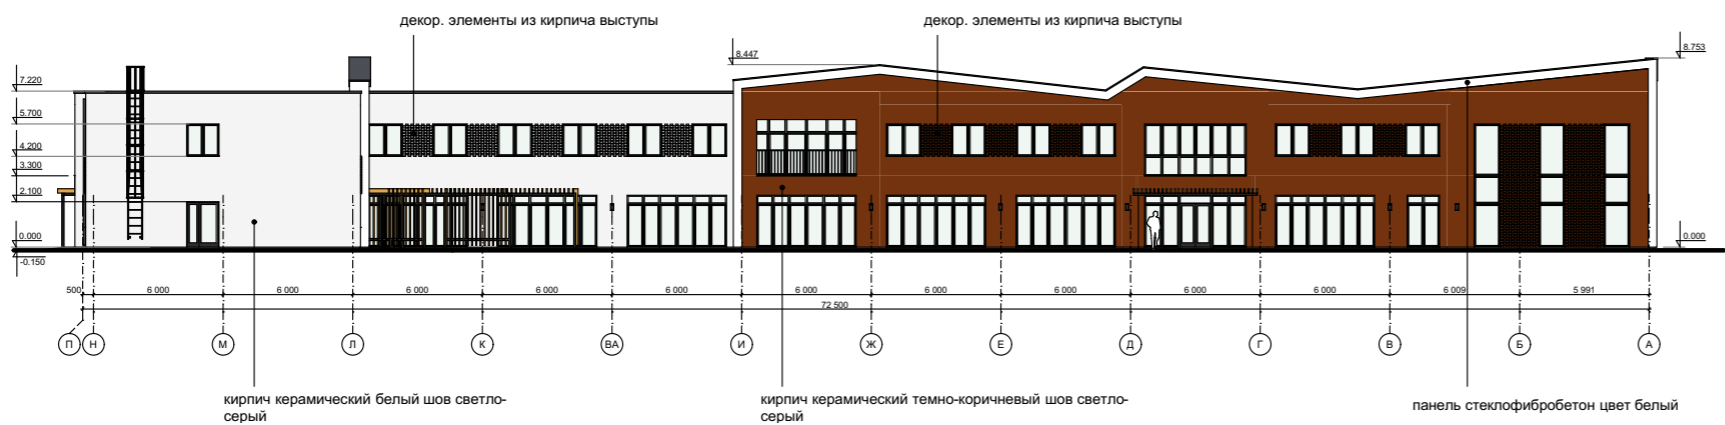 декор. элементы из кирпича выступы
декор. элементы из кирпича выступы
8.447
8.753
7.220
5.700
4.200
3.300
2.100
0.000
-0.150
0.000
500
6 000
6 000
6 000
6 000
6 000
6 000
6 000
6 000
6 000
6 000
6 009
5 991
72 500
П
Н
М
Л
К
ВА
И
Ж
Е
Д
Г
В
Б
А
кирпич керамический белый шов светло-
серый
кирпич керамический темно-коричневый шов светло-
серый
панель стеклофибробетон цвет белый